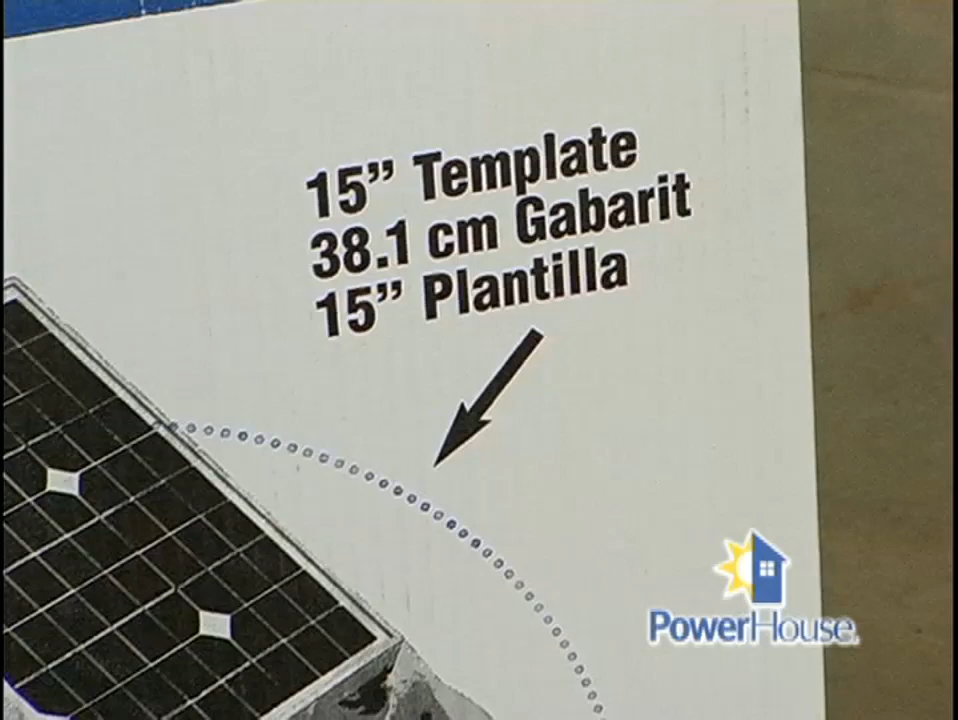 15” Template
38.1 cm Gabarit
15” Plantilla
PowerHouse